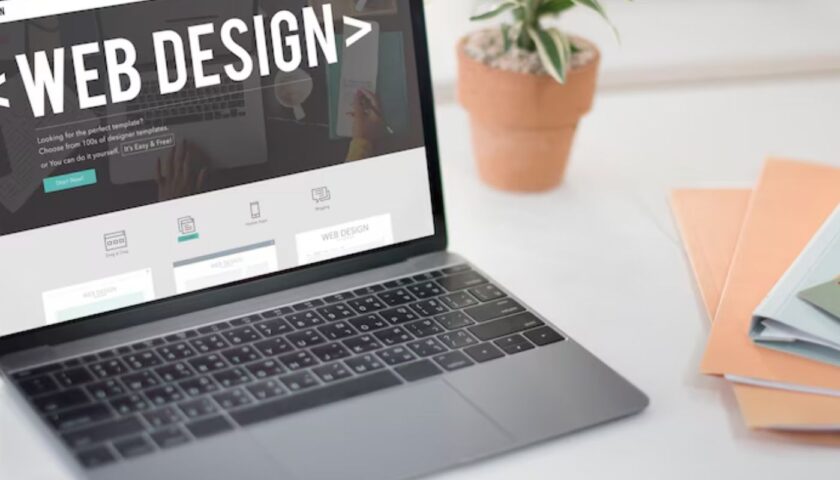 <WEB DESIGN>
Looking for the perfect template?
Choose from 100s of designer templates.
or You can do it yourself. It's Easy & Free!
Start Now!
Drag & Drop
Mobile Apps
Blogging
WEB DESIGN
WEB DESIGN
WEB DESIGN